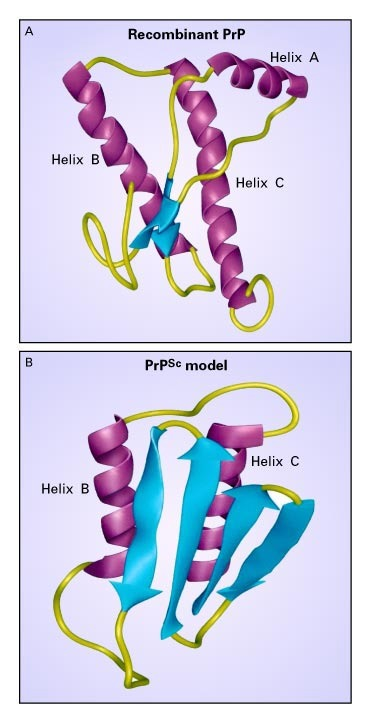 A
Recombinant PrP
Helix A
Helix B
Helix C
B
PrPSc model
Helix C
Helix B